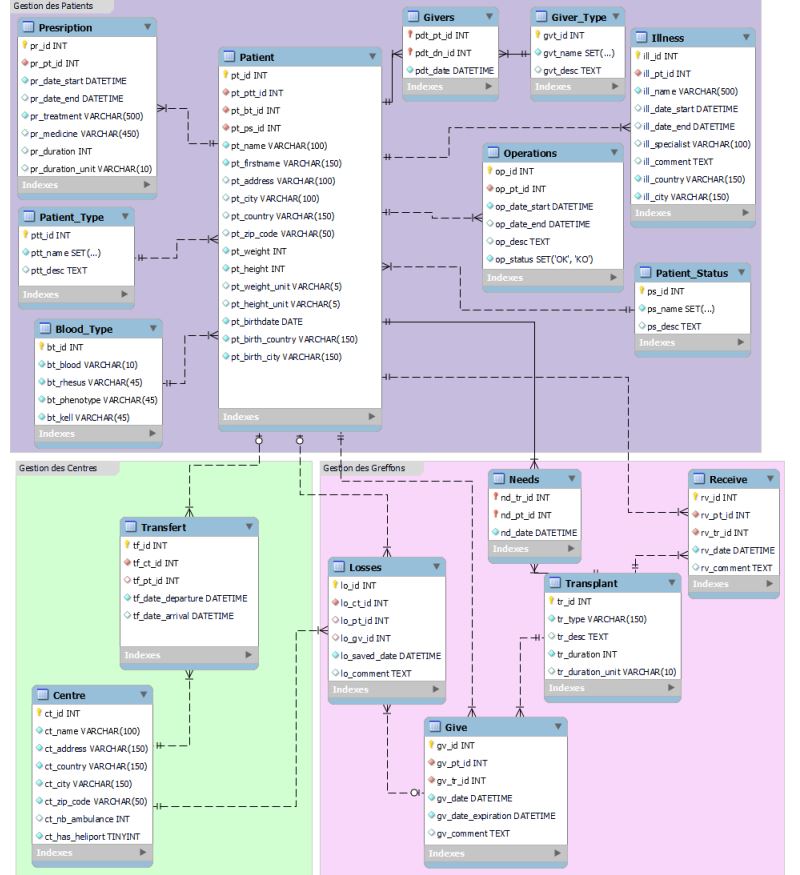 Gestion des Patients
Presription
pr_id INT
pr_pt_id INT
pr_date_start DATETIME
pr_date_end DATETIME
pr_treatment VARCHAR(500)
pr_medicine VARCHAR(450)
pr_duration INT
pr_duration_unit VARCHAR(10)
Indexes
Patient_Type
ptt_id INT
ptt_name SET(...)
ptt_desc TEXT
Indexes
Blood_Type
bt_id INT
bt_blood VARCHAR(10)
bt_rhesus VARCHAR(45)
bt_phenotype VARCHAR(45)
bt_kell VARCHAR(45)
Indexes
Patient
pt_id INT
pt_ptt_id INT
pt_bt_id INT
pt_ps_id INT
pt_name VARCHAR(100)
pt_firstname VARCHAR(150)
pt_address VARCHAR(100)
pt_city VARCHAR(100)
pt_country VARCHAR(150)
pt_zip_code VARCHAR(50)
pt_weight INT
pt_height INT
pt_weight_unit VARCHAR(5)
pt_height_unit VARCHAR(5)
pt_birthdate DATE
pt_birth_country VARCHAR(150)
pt_birth_city VARCHAR(150)
Indexes
Givers
pdt_pt_id INT
pdt_dn_id INT
pdt_date DATETIME
Indexes
Giver_Type
gvt_id INT
gvt_name SET(...)
gvt_desc TEXT
Indexes
Illness
ill_id INT
ill_pt_id INT
ill_name VARCHAR(500)
ill_date_start DATETIME
ill_date_end DATETIME
ill_specialist VARCHAR(100)
ill_comment TEXT
ill_country VARCHAR(150)
ill_city VARCHAR(150)
Indexes
Operations
op_id INT
op_pt_id INT
op_date_start DATETIME
op_date_end DATETIME
op_desc TEXT
op_status SET('OK', 'KO')
Indexes
Patient_Status
ps_id INT
ps_name SET(...)
ps_desc TEXT
Indexes
Gestion des Centres
Transfert
tf_id INT
tf_ct_id INT
tf_pt_id INT
tf_date_departure DATETIME
tf_date_arrival DATETIME
Indexes
Centre
ct_id INT
ct_name VARCHAR(100)
ct_address VARCHAR(150)
ct_country VARCHAR(150)
ct_city VARCHAR(150)
ct_zip_code VARCHAR(50)
ct_nb_ambulance INT
ct_has_heliport TINYINT
Indexes
Gestion des Greffons
Needs
nd_tr_id INT
nd_pt_id INT
nd_date DATETIME
Indexes
Receive
rv_id INT
rv_pt_id INT
rv_tr_id INT
rv_date DATETIME
rv_comment TEXT
Indexes
Losses
lo_id INT
lo_ct_id INT
lo_pt_id INT
lo_gv_id INT
lo_saved_date DATETIME
lo_comment TEXT
Indexes
Transplant
tr_id INT
tr_type VARCHAR(150)
tr_desc TEXT
tr_duration INT
tr_duration_unit VARCHAR(10)
Indexes
Give
gv_id INT
gv_pt_id INT
gv_tr_id INT
gv_date DATETIME
gv_date_expiration DATETIME
gv_comment TEXT
Indexes